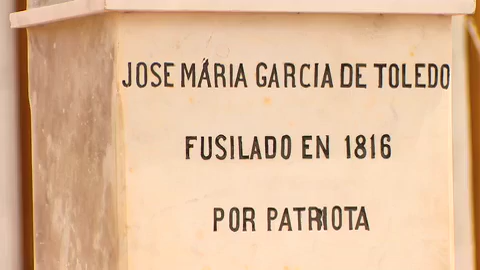 JOSE MÁRIA GARCIA DE TOLEDO
FUSILADO EN 1816
POR PATRIOTA